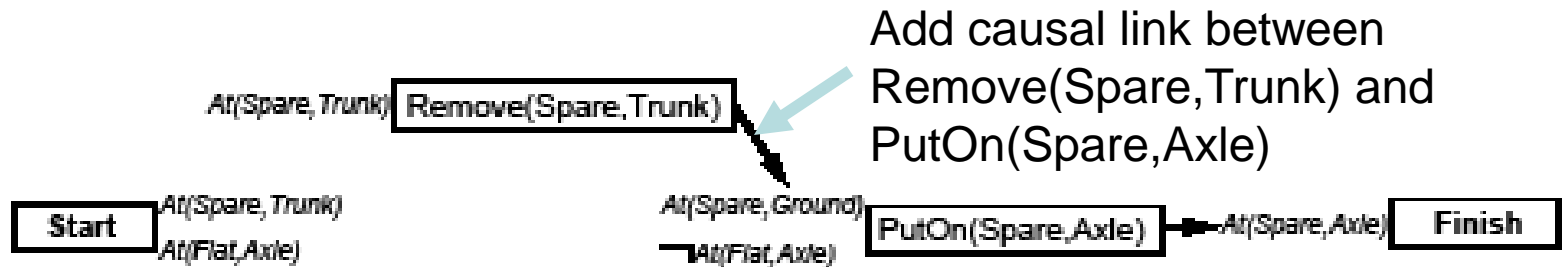 Add causal link between
Remove(Spare,Trunk) and
PutOn(Spare,Axle)
At(Spare,Trunk) Remove(Spare,Trunk)
Start
At(Spare,Trunk)
At(Flat,Axle)
At(Spare,Ground)
¬At(Flat,Axle)
PutOn(Spare,Axle)
At(Spare,Axle)
Finish